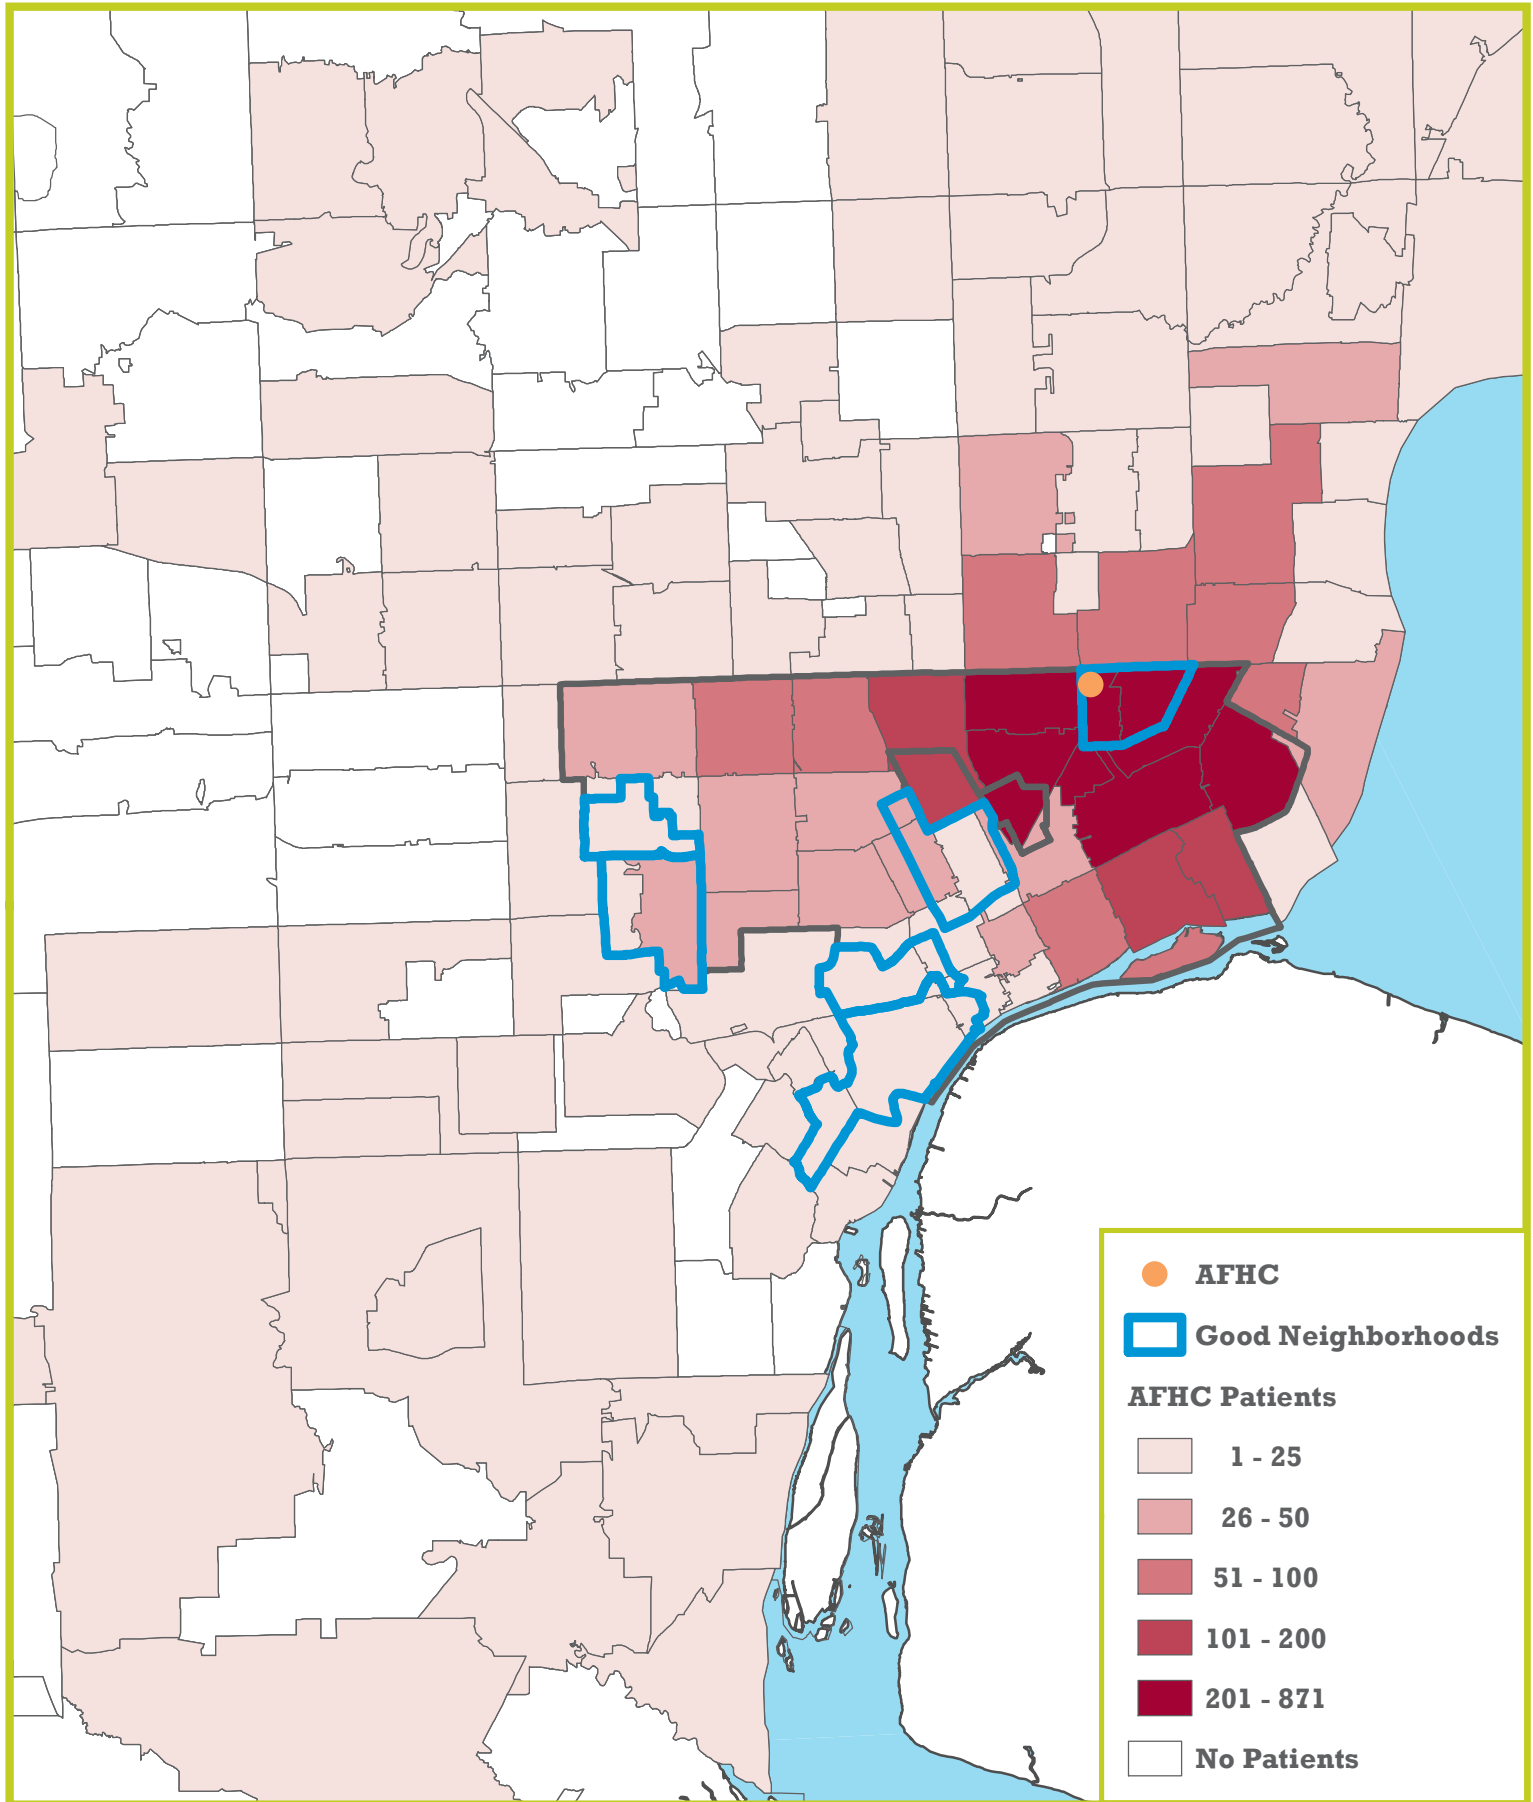 AFHC
Good Neighborhoods
AFHC Patients
1 - 25
26 - 50
51 - 100
101 - 200
201 - 871
No Patients